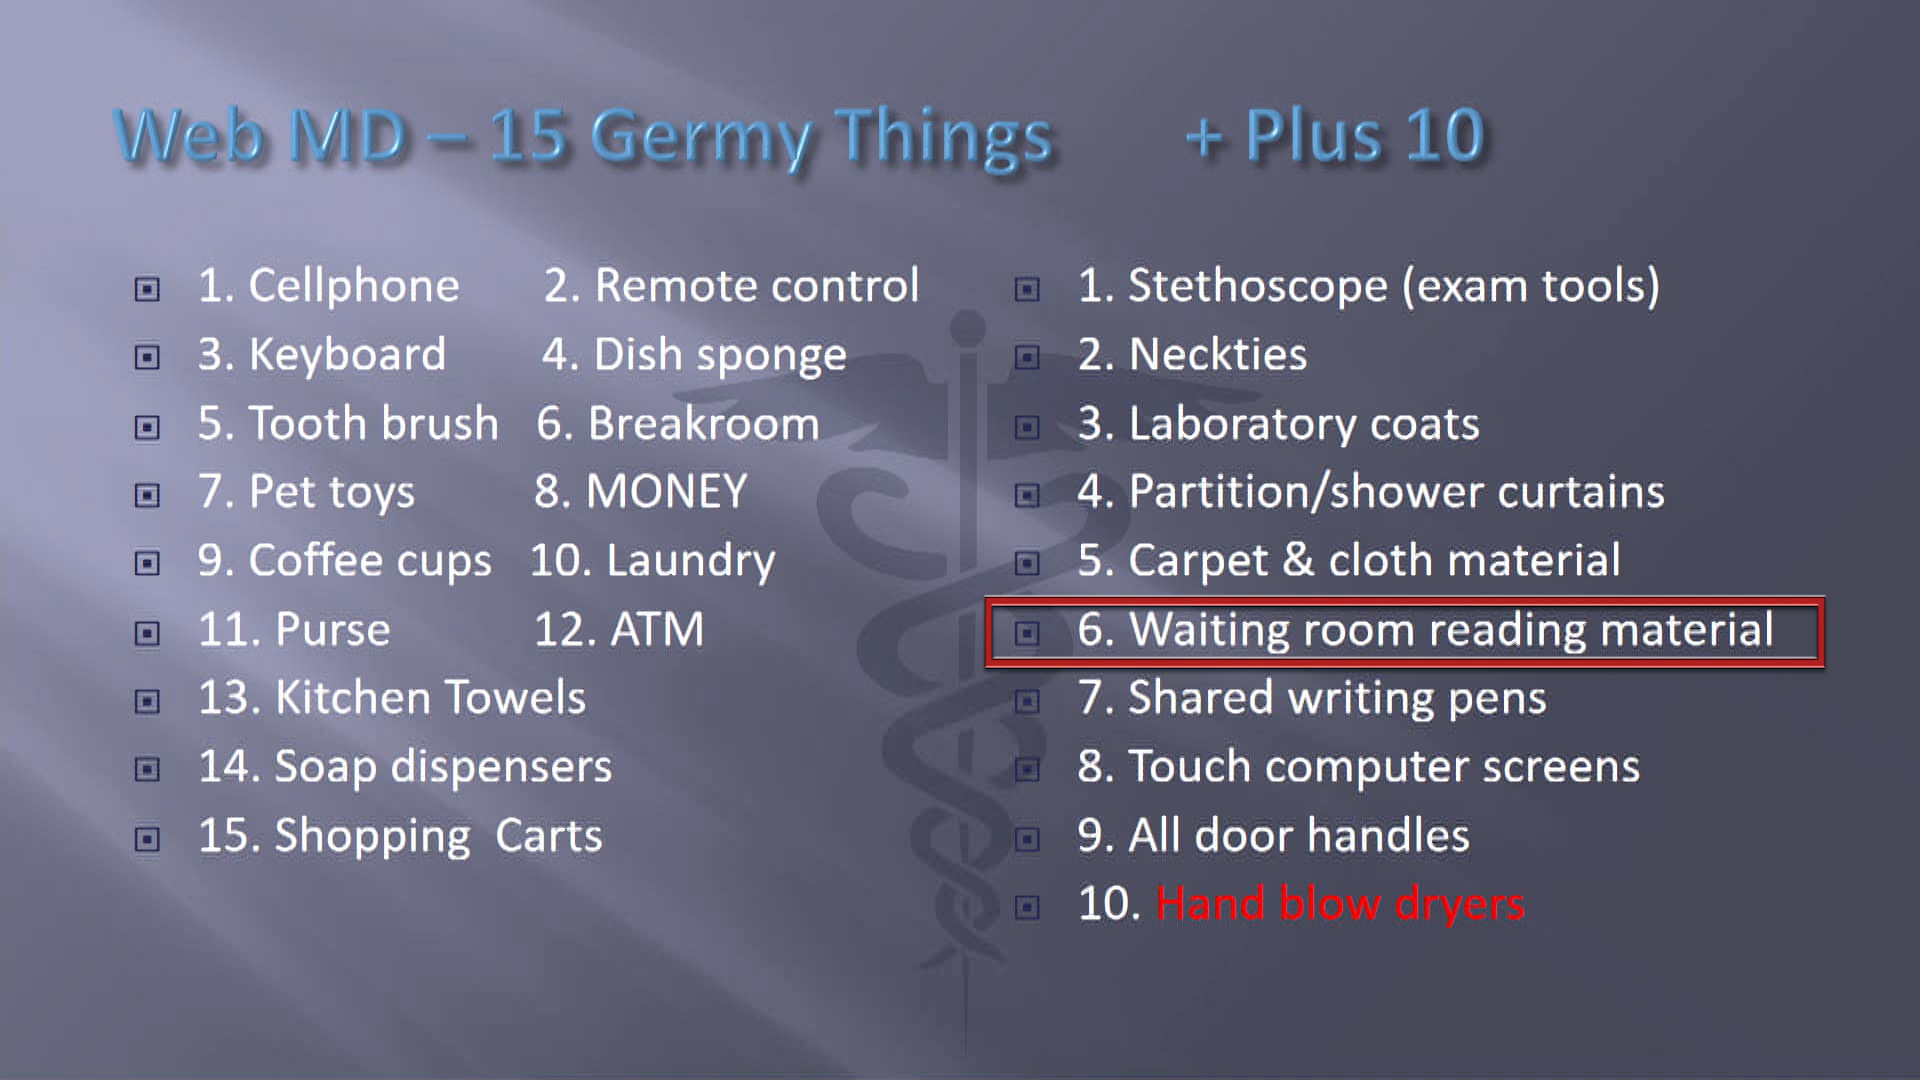 Web MD – 15 Germy Things + Plus 10
1. Cellphone 2. Remote control
3. Keyboard 4. Dish sponge
5. Tooth brush 6. Breakroom
7. Pet toys 8. MONEY
9. Coffee cups 10. Laundry
11. Purse 12. ATM
13. Kitchen Towels
14. Soap dispensers
15. Shopping Carts
1. Stethoscope (exam tools)
2. Neckties
3. Laboratory coats
4. Partition/shower curtains
5. Carpet & cloth material
6. Waiting room reading material
7. Shared writing pens
8. Touch computer screens
9. All door handles
10. Hand blow dryers